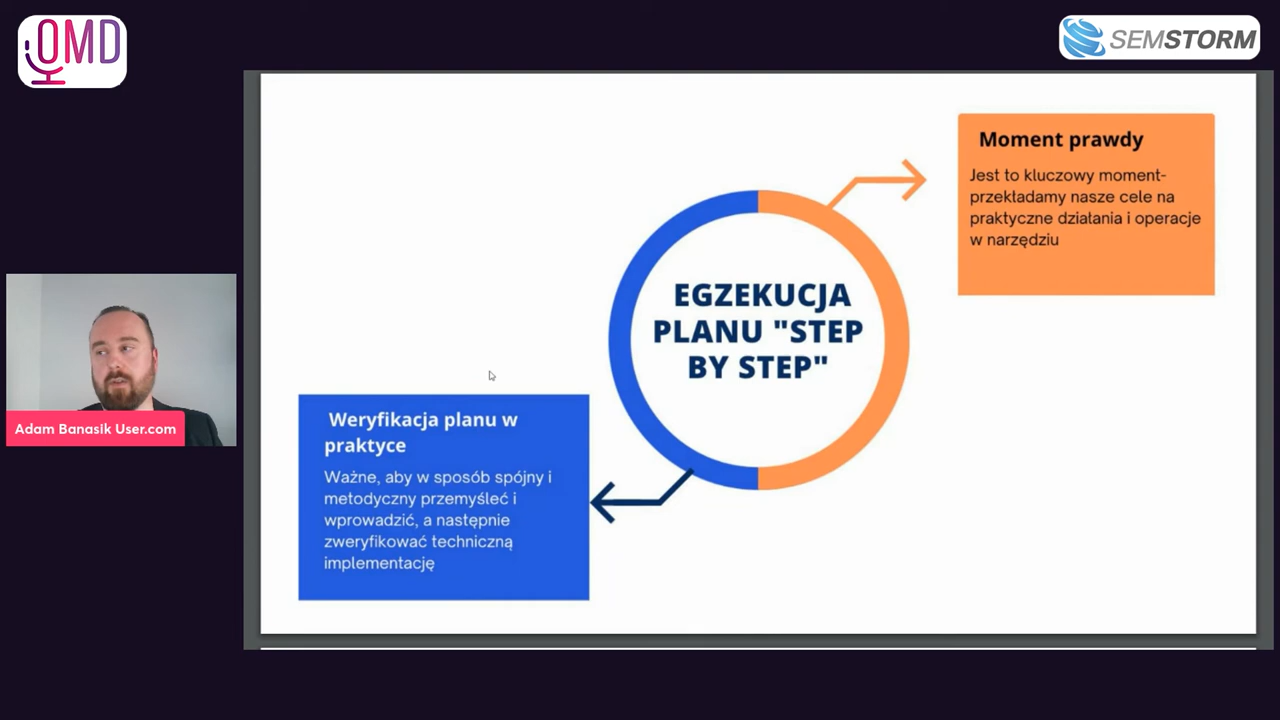 OMD
SEMSTORM
Moment prawdy
Jest to kluczowy moment-
przekładamy nasze cele na
praktyczne działania i operacje
w narzędziu
EGZEKUCJA
PLANU "STEP
BY STEP"
Weryfikacja planu w
praktyce
Ważne, aby w sposób spójny i
metodyczny przemyśleć i
wprowadzić, a następnie
zweryfikować techniczną
implementację
Adam Banasik User.com